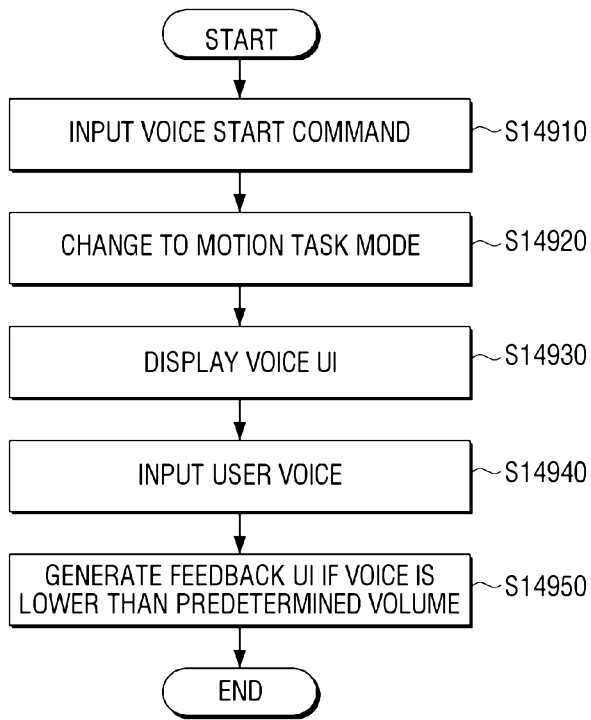 START
INPUT VOICE START COMMAND
S14910
CHANGE TO MOTION TASK MODE
S14920
DISPLAY VOICE UI
S14930
INPUT USER VOICE
S14940
GENERATE FEEDBACK UI IF VOICE IS
LOWER THAN PREDETERMINED VOLUME
S14950
END